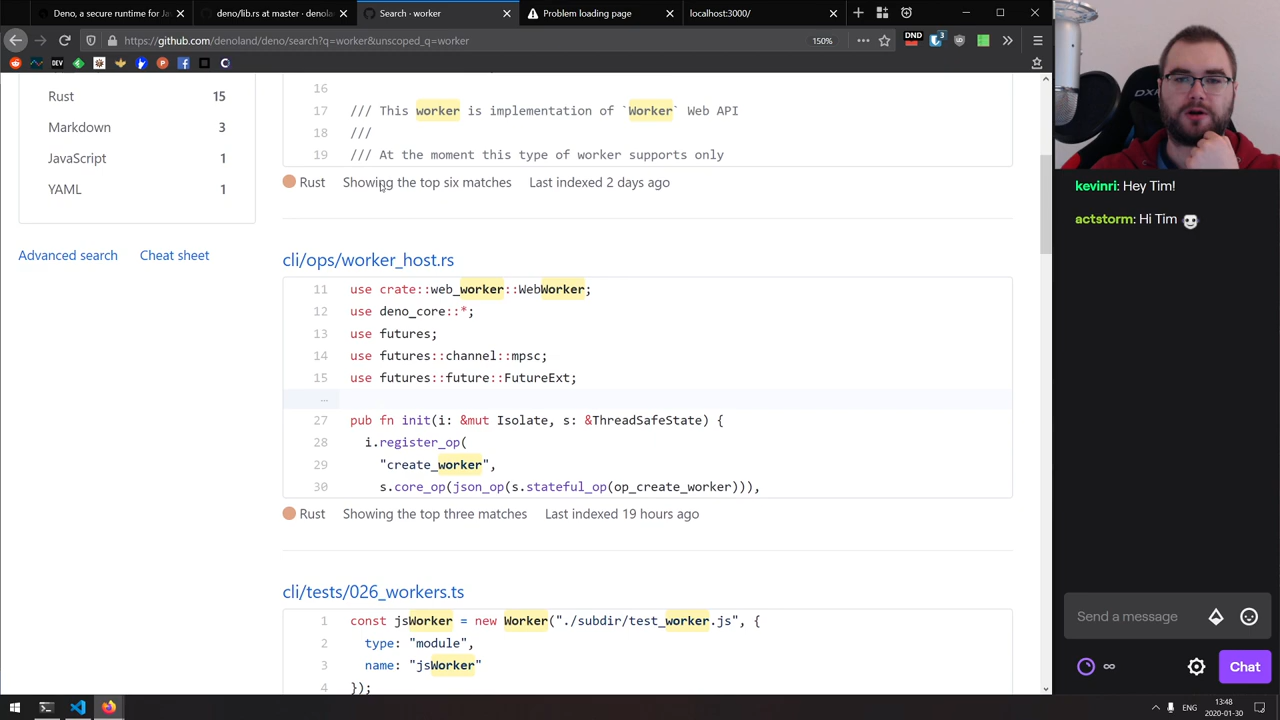 Deno, a secure runtime for Ja
deno/lib.rs at master · denola
Search · worker
Problem loading page
localhost:3000/
https://github.com/denoland/deno/search?q=worker&unscoped_q=worker
150%
DND
3
DEV
Rust 15
Markdown 3
JavaScript 1
YAML 1
Advanced search Cheat sheet
16
17 /// This worker is implementation of `Worker` Web API
18 ///
19 /// At the moment this type of worker supports only
Rust Showing the top six matches Last indexed 2 days ago
cli/ops/worker_host.rs
11 use crate::web_worker::WebWorker;
12 use deno_core::*;
13 use futures;
14 use futures::channel::mpsc;
15 use futures::future::FutureExt;
...
27 pub fn init(i: &mut Isolate, s: &ThreadSafeState) {
28 i.register_op(
29 "create_worker",
30 s.core_op(json_op(s.stateful_op(op_create_worker))),
Rust Showing the top three matches Last indexed 19 hours ago
cli/tests/026_workers.ts
1 const jsWorker = new Worker("./subdir/test_worker.js", {
2 type: "module",
3 name: "jsWorker"
4 });
DX
kevinri: Hey Tim!
actstorm: Hi Tim
Send a message
∞
Chat
ENG
13:48
2020-01-30